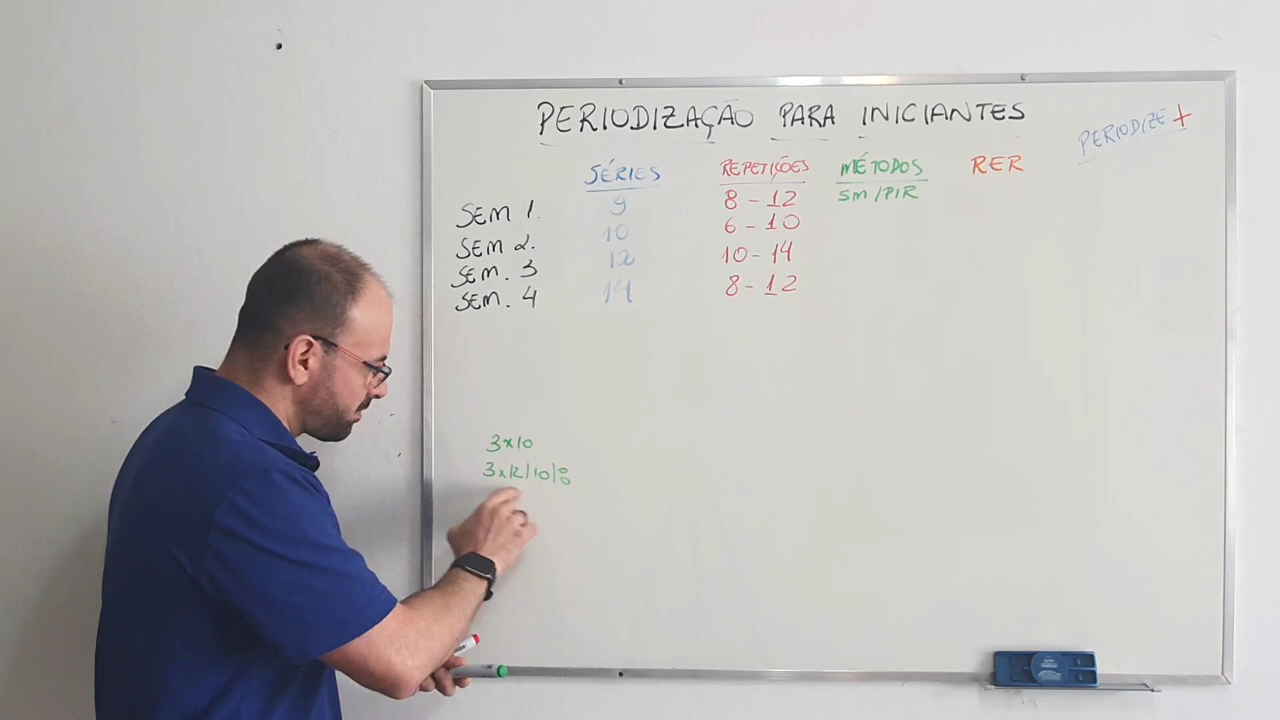 PERIODIZAÇÃO PARA INICIANTES
PERIODIZE +
SÉRIES REPETIÇÕES MÉTODOS RER
SEM 1. 9 8 - 12 SM / PIR
SEM 2. 10 6 - 10
SEM. 3 12 10 - 14
SEM. 4 14 8 - 12
3x10
3x12/10/8